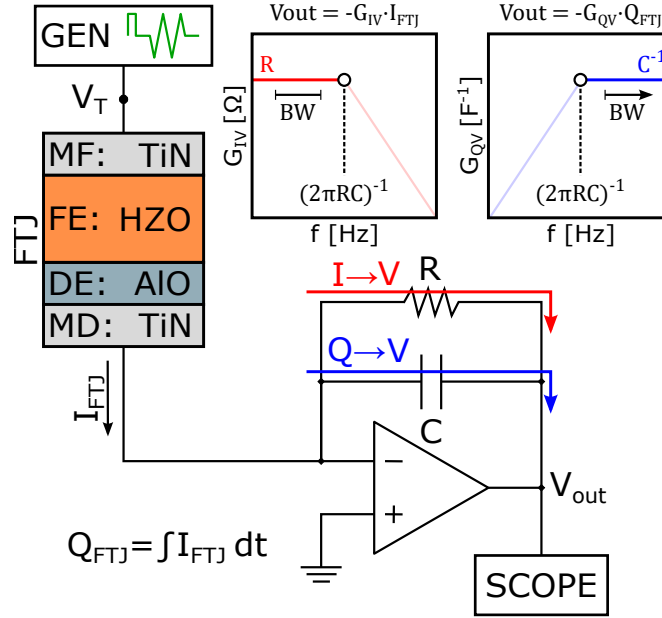 GEN
V_T
MF: TiN
FE: HZO
DE: AlO
MD: TiN
FTJ
I_FTJ
Q_FTJ=∫I_FTJ dt
Vout = -G_IV·I_FTJ
R
BW
(2πRC)^-1
G_IV [Ω]
f [Hz]
Vout = -G_QV·Q_FTJ
C^-1
BW
(2πRC)^-1
G_QV [F^-1]
f [Hz]
I→V
R
Q→V
C
−
+
V_out
SCOPE